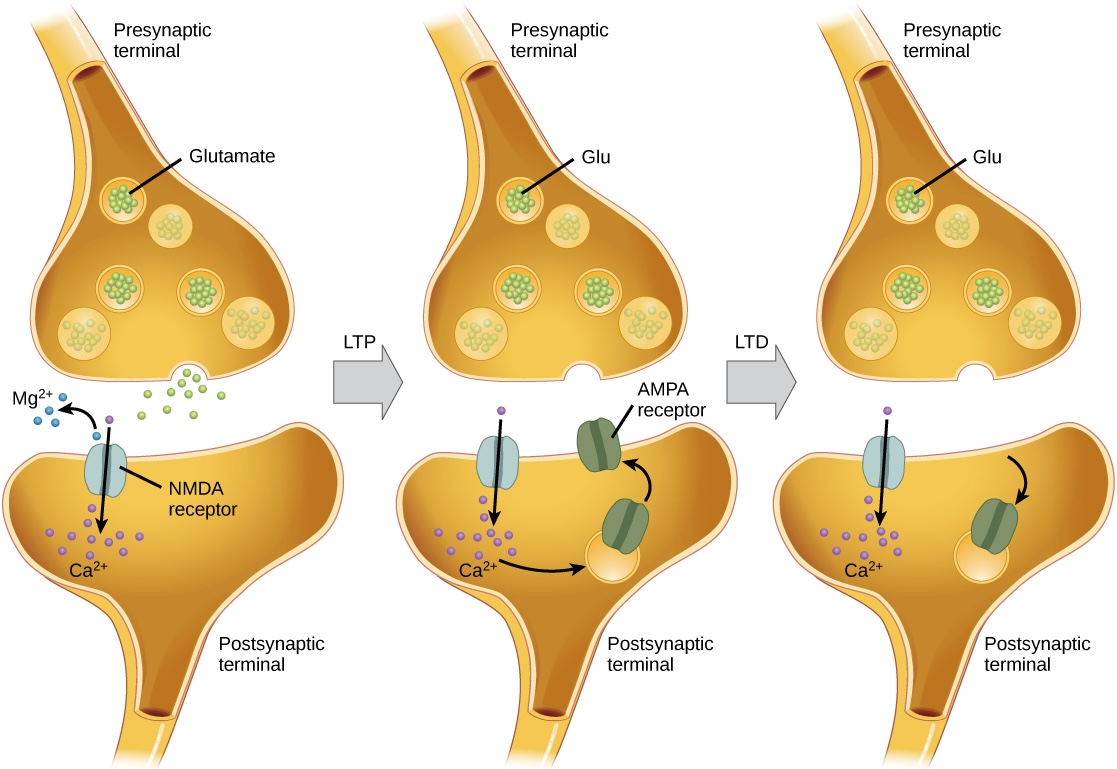 Presynaptic
terminal
Glutamate
Mg²⁺
NMDA
receptor
Ca²⁺
Postsynaptic
terminal
LTP
Presynaptic
terminal
Glu
AMPA
receptor
Ca²⁺
Postsynaptic
terminal
LTD
Presynaptic
terminal
Glu
Ca²⁺
Postsynaptic
terminal